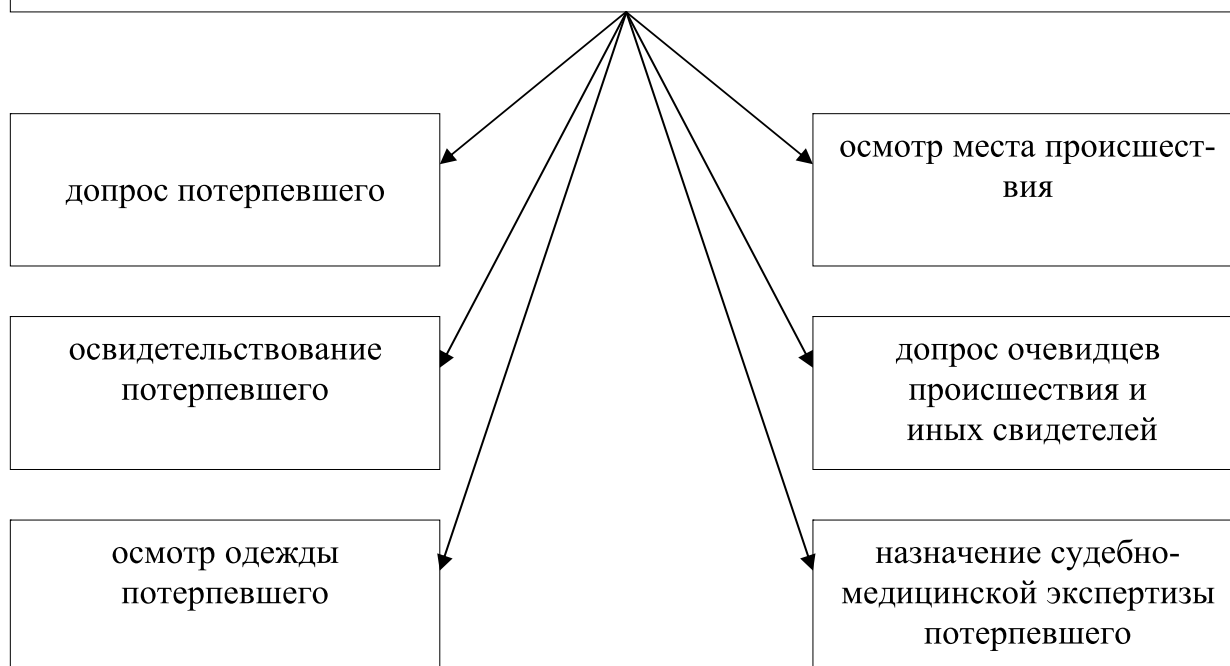 допрос потерпевшего
осмотр места происшест-
вия
освидетельствование
потерпевшего
допрос очевидцев
происшествия и
иных свидетелей
осмотр одежды
потерпевшего
назначение судебно-
медицинской экспертизы
потерпевшего